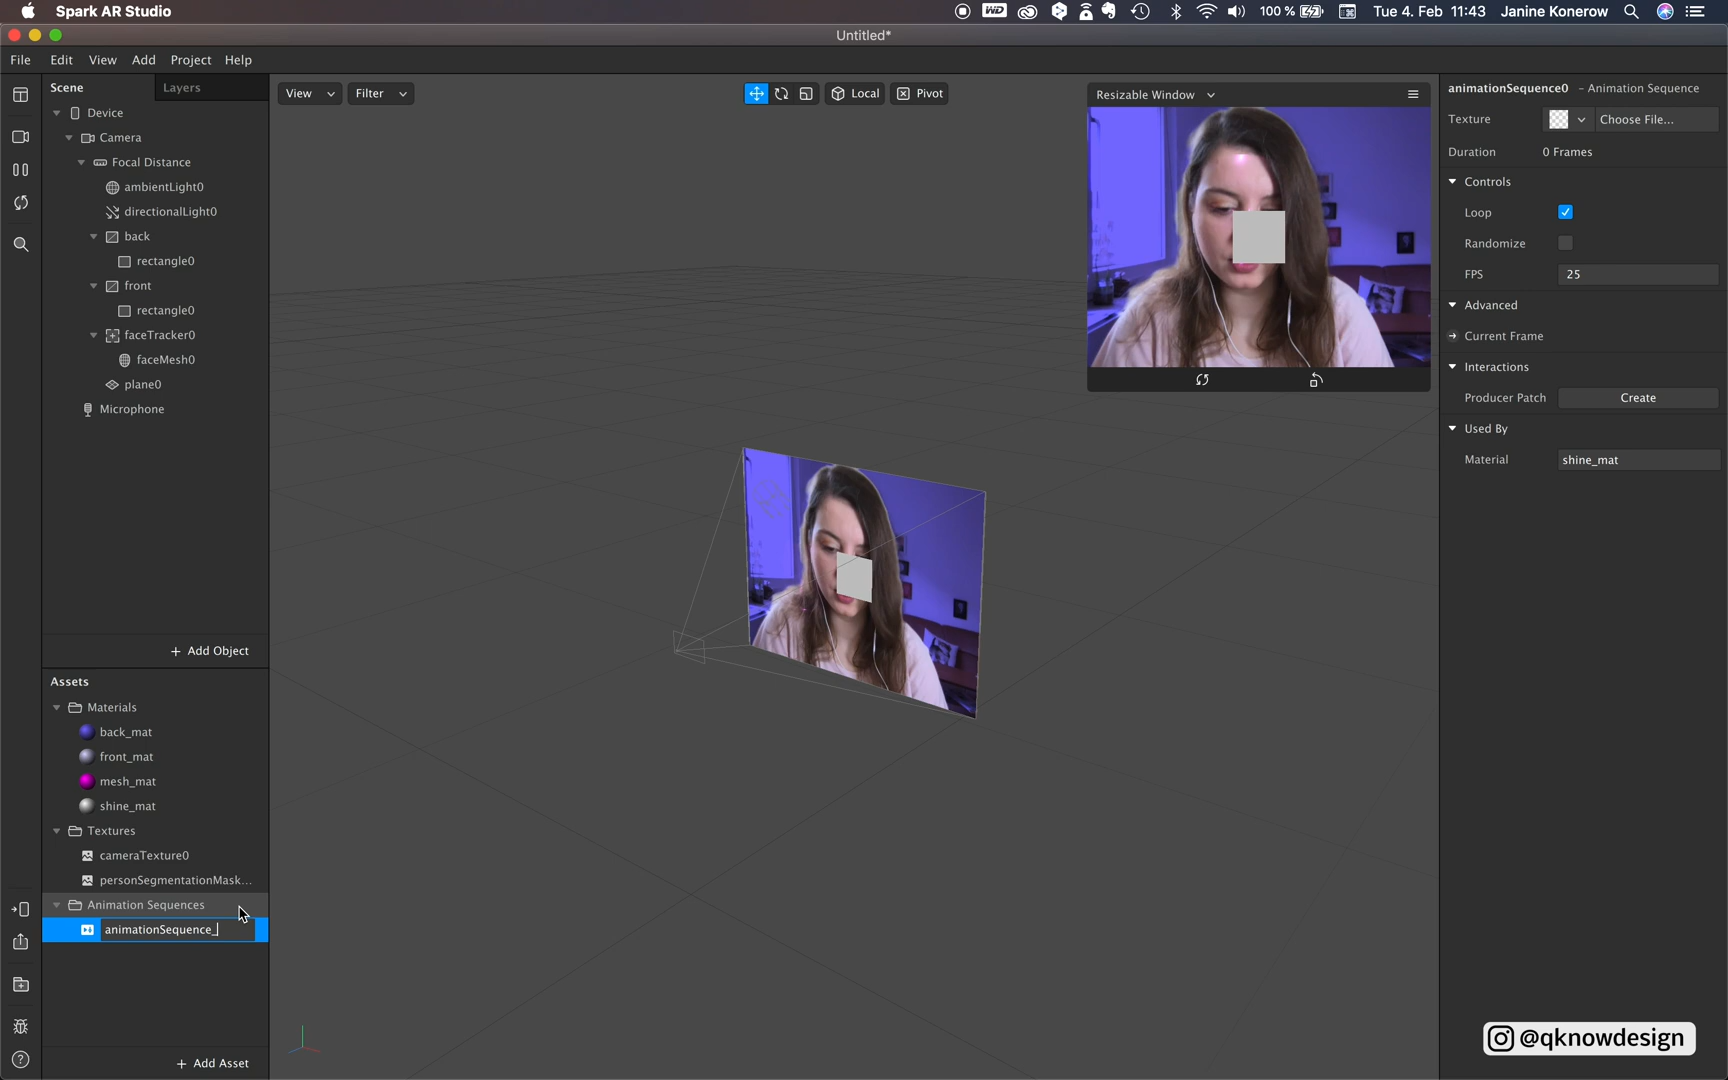 Spark AR Studio
WD
100 %
Tue 4. Feb 11:43
Janine Konerow
Untitled*
File Edit View Add Project Help
Scene
Layers
Device
Camera
Focal Distance
ambientLight0
directionalLight0
back
rectangle0
front
rectangle0
faceTracker0
faceMesh0
plane0
Microphone
+ Add Object
Assets
Materials
back_mat
front_mat
mesh_mat
shine_mat
Textures
cameraTexture0
personSegmentationMask...
Animation Sequences
animationSequence_
+ Add Asset
View
Filter
Local
Pivot
Resizable Window
animationSequence0 - Animation Sequence
Texture
Choose File...
Duration 0 Frames
Controls
Loop
Randomize
FPS 25
Advanced
Current Frame
Interactions
Producer Patch Create
Used By
Material shine_mat
@qknowdesign